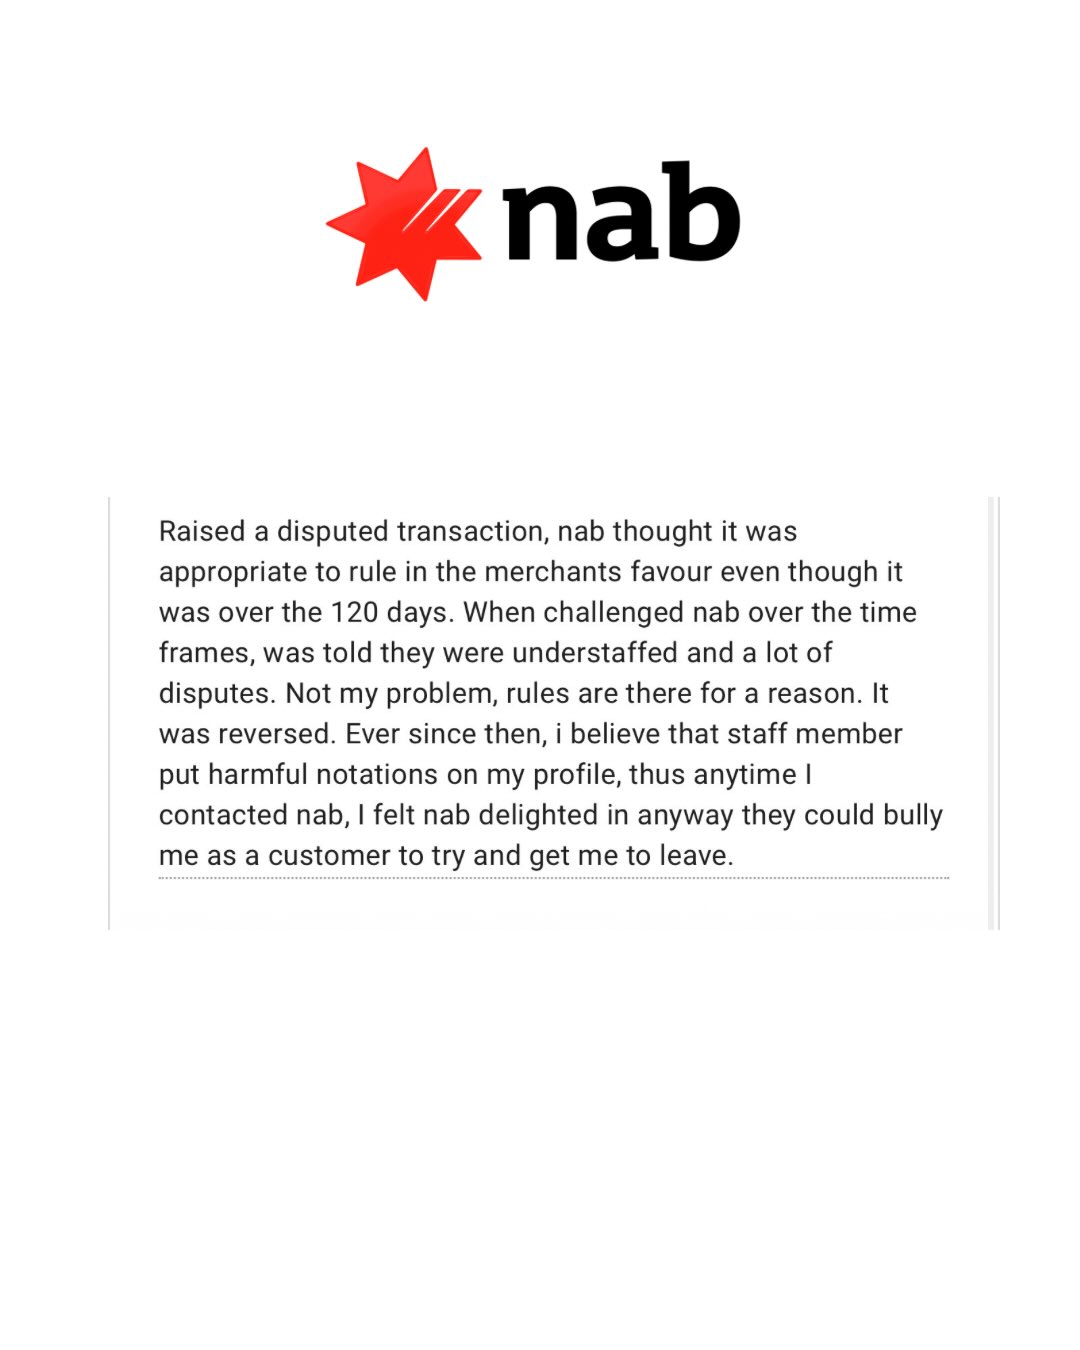 nab
Raised a disputed transaction, nab thought it was
appropriate to rule in the merchants favour even though it
was over the 120 days. When challenged nab over the time
frames, was told they were understaffed and a lot of
disputes. Not my problem, rules are there for a reason. It
was reversed. Ever since then, i believe that staff member
put harmful notations on my profile, thus anytime I
contacted nab, I felt nab delighted in anyway they could bully
me as a customer to try and get me to leave.